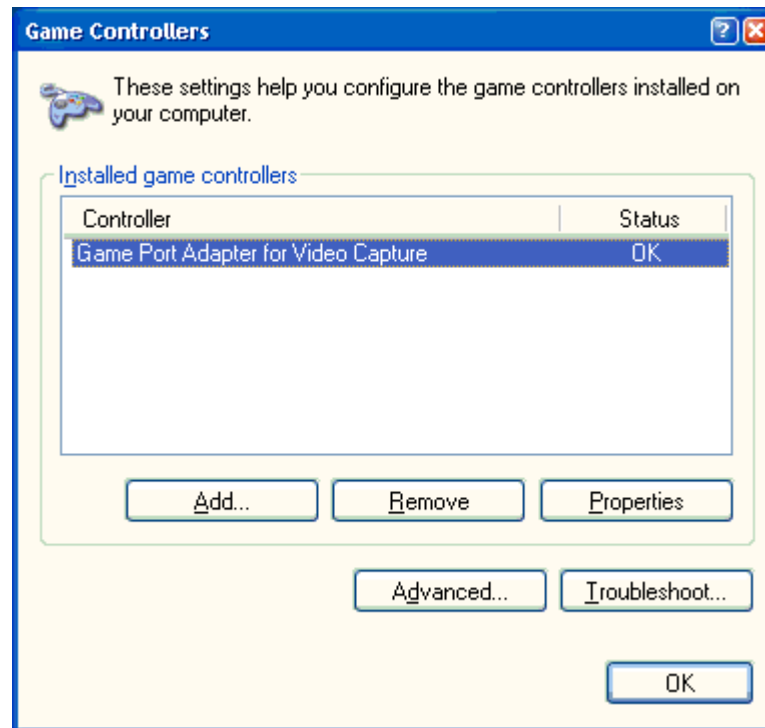 Game Controllers
These settings help you configure the game controllers installed on
your computer.
Installed game controllers
Controller Status
Game Port Adapter for Video Capture OK
Add... Remove Properties
Advanced... Troubleshoot...
OK